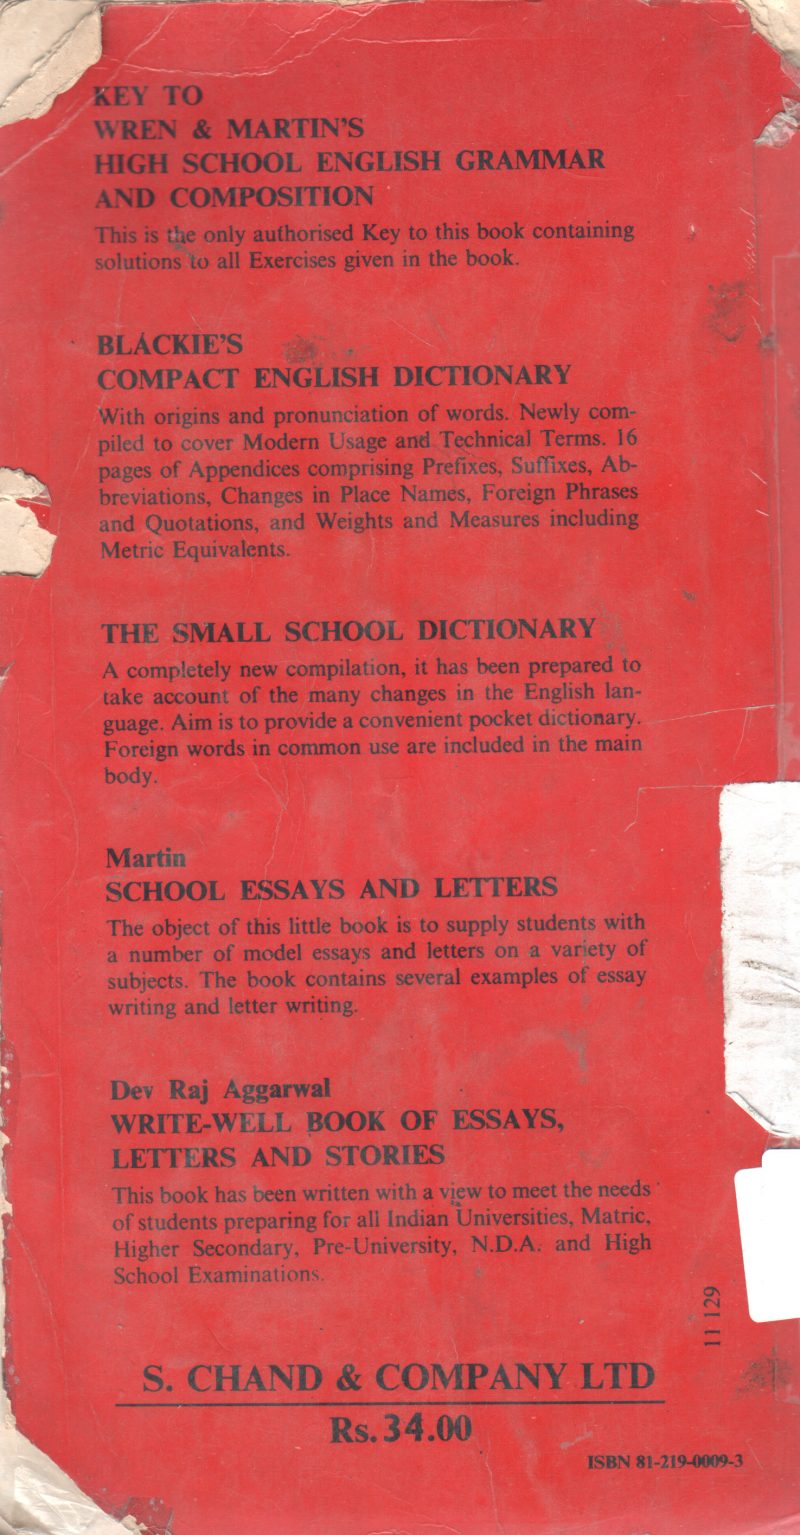 KEY TO
WREN & MARTIN'S
HIGH SCHOOL ENGLISH GRAMMAR
AND COMPOSITION
This is the only authorised Key to this book containing
solutions to all Exercises given in the book.
BLACKIE'S
COMPACT ENGLISH DICTIONARY
With origins and pronunciation of words. Newly com-
piled to cover Modern Usage and Technical Terms. 16
pages of Appendices comprising Prefixes, Suffixes, Ab-
breviations, Changes in Place Names, Foreign Phrases
and Quotations, and Weights and Measures including
Metric Equivalents.
THE SMALL SCHOOL DICTIONARY
A completely new compilation, it has been prepared to
take account of the many changes in the English lan-
guage. Aim is to provide a convenient pocket dictionary.
Foreign words in common use are included in the main
body.
Martin
SCHOOL ESSAYS AND LETTERS
The object of this little book is to supply students with
a number of model essays and letters on a variety of
subjects. The book contains several examples of essay
writing and letter writing.
Dev Raj Aggarwal
WRITE-WELL BOOK OF ESSAYS,
LETTERS AND STORIES
This book has been written with a view to meet the needs
of students preparing for all Indian Universities, Matric,
Higher Secondary, Pre-University, N.D.A. and High
School Examinations.
11 129
S. CHAND & COMPANY LTD
Rs. 34.00
ISBN 81-219-0009-3